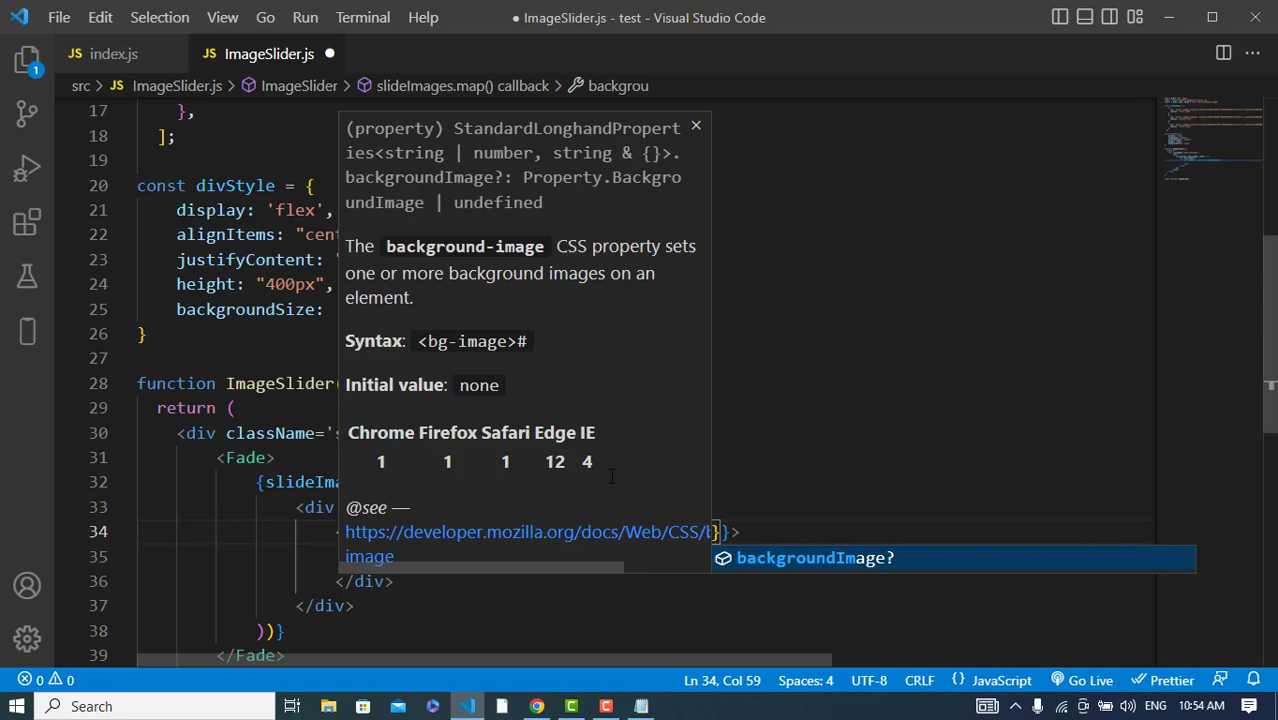 File Edit Selection View Go Run Terminal Help ● ImageSlider.js - test - Visual Studio Code
JS index.js JS ImageSlider.js ●
src > JS ImageSlider.js > ImageSlider > slideImages.map() callback > backgrou
17 },
18 ];
19
20 const divStyle = {
21 display: 'flex',
22 alignItems: "cent
23 justifyContent:
24 height: "400px",
25 backgroundSize:
26 }
27
28 function ImageSlider(
29 return (
30 <div className='s
31 <Fade>
32 {slideIma
33 <div
34 }}>
35
36 </div>
37 </div>
38 ))}
39 </Fade>
(property) StandardLonghandPropert
ies<string | number, string & {}>.
backgroundImage?: Property.Backgro
undImage | undefined
The background-image CSS property sets
one or more background images on an
element.
Syntax: <bg-image>#
Initial value: none
Chrome Firefox Safari Edge IE
1 1 1 12 4
@see —
https://developer.mozilla.org/docs/Web/CSS/b
image
backgroundImage?
1
0 0 Ln 34, Col 59 Spaces: 4 UTF-8 CRLF {} JavaScript Go Live Prettier
Search ENG 10:54 AM